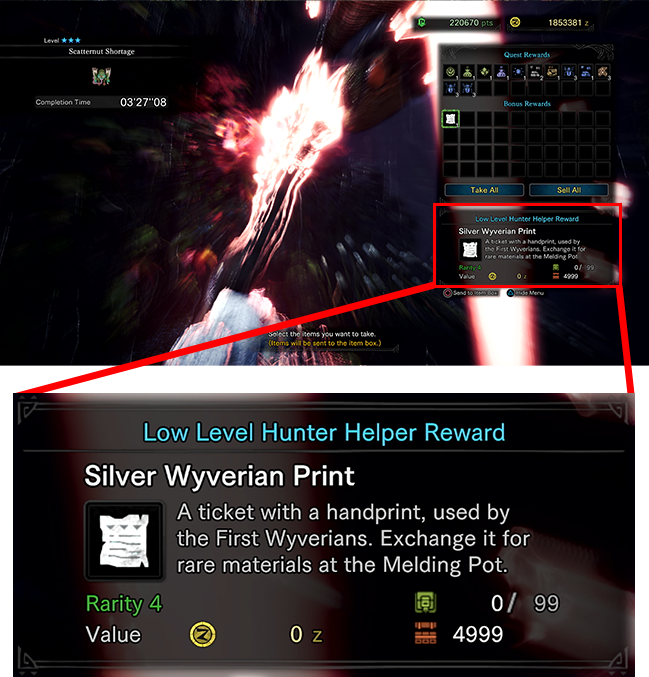 220670 pts
1853381 z
Level ★★★
Scatternut Shortage
Completion Time 03'27"08
Quest Rewards
Bonus Rewards
Take All
Sell All
Low Level Hunter Helper Reward
Silver Wyverian Print
A ticket with a handprint, used by
the First Wyverians. Exchange it for
rare materials at the Melding Pot.
Rarity 4 0/ 99
Value 0 z 4999
Send to Item Box
Hide Menu
Select the items you want to take.
(Items will be sent to the item box.)
Low Level Hunter Helper Reward
Silver Wyverian Print
A ticket with a handprint, used by
the First Wyverians. Exchange it for
rare materials at the Melding Pot.
Rarity 4 0/ 99
Value 0 z 4999